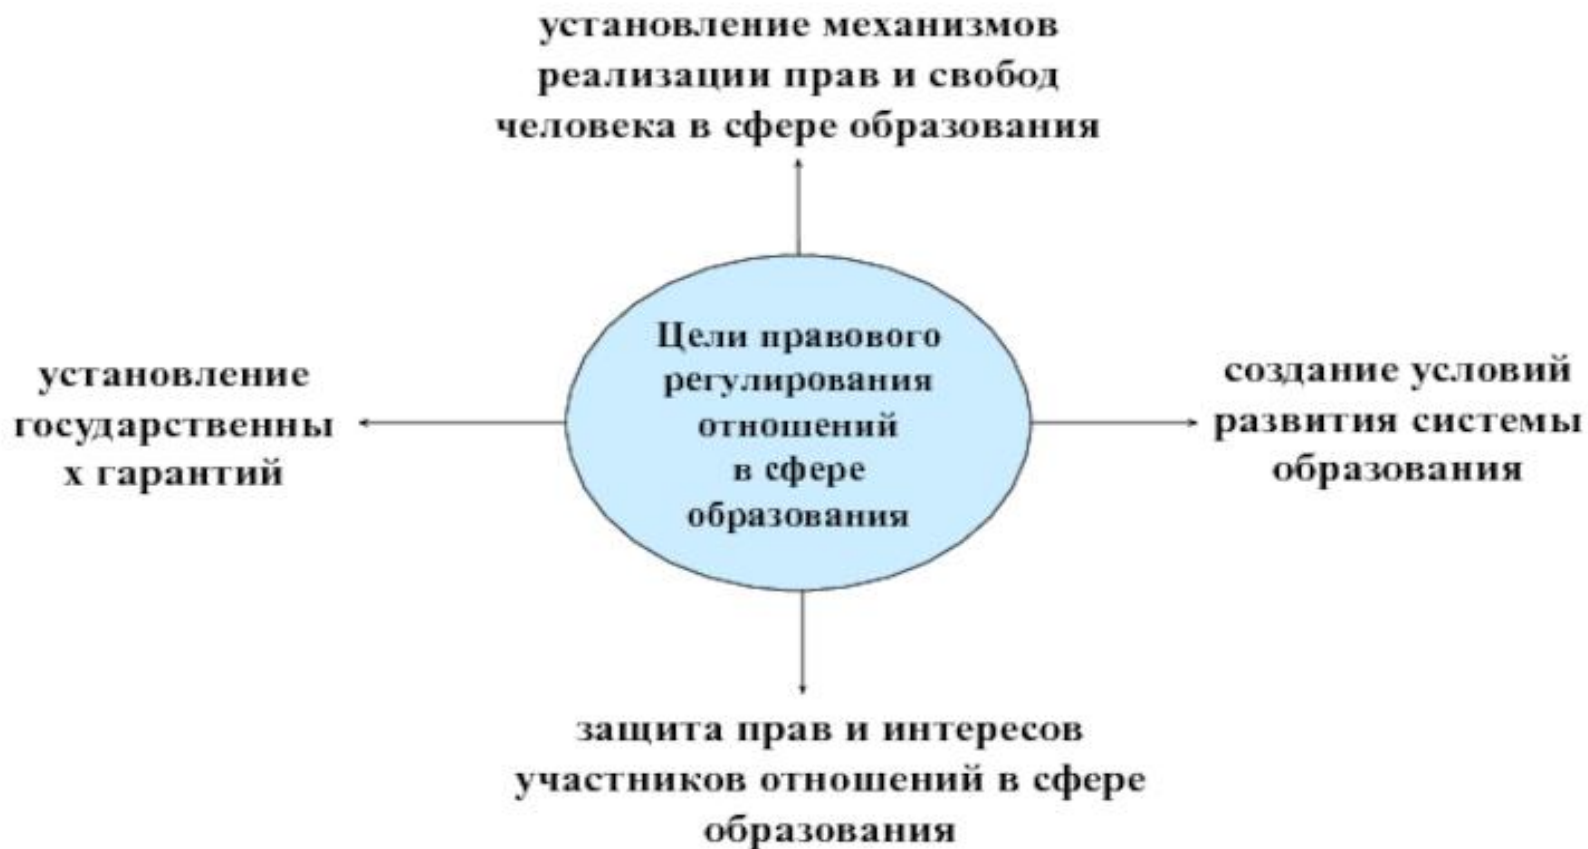 установление механизмов
реализации прав и свобод
человека в сфере образования
Цели правового
регулирования
отношений
в сфере
образования
установление
государственны
х гарантий
создание условий
развития системы
образования
защита прав и интересов
участников отношений в сфере
образования